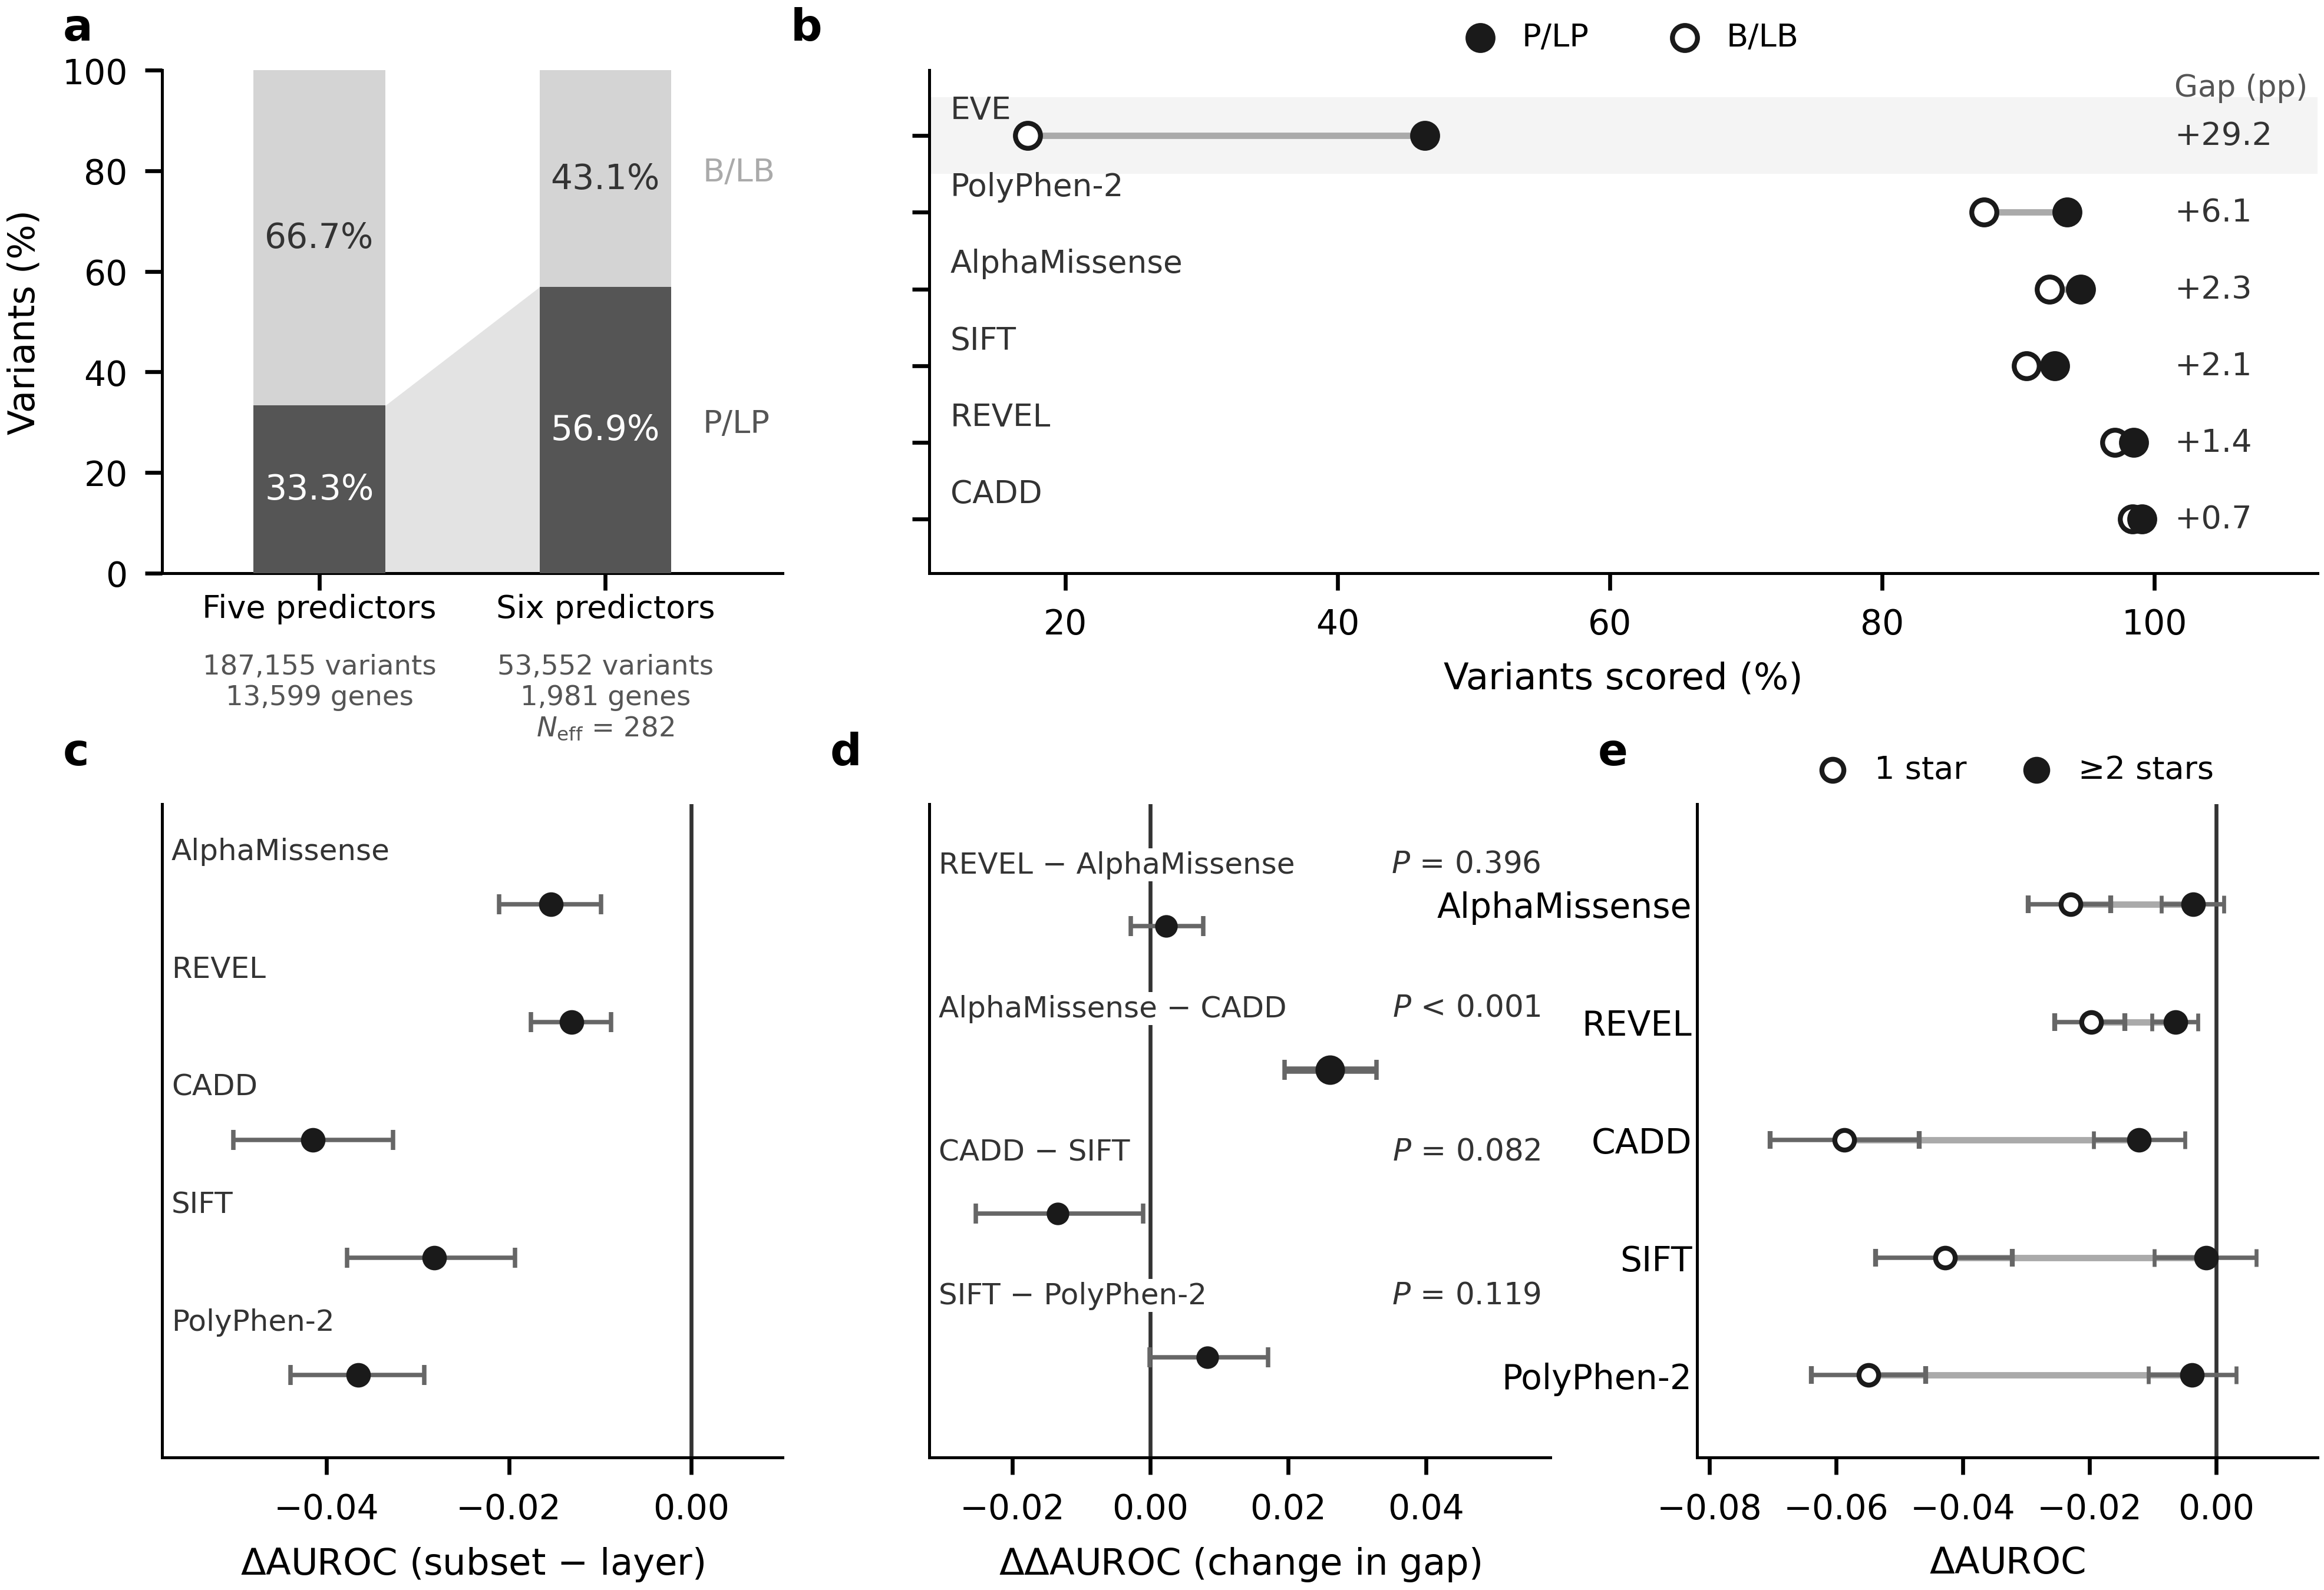 a
100
80
60
40
20
0
Variants (%)
66.7%
33.3%
43.1%
56.9%
B/LB
P/LP
Five predictors
Six predictors
187,155 variants
13,599 genes
53,552 variants
1,981 genes
Neff = 282
b
P/LP
B/LB
Gap (pp)
EVE
+29.2
PolyPhen-2
+6.1
AlphaMissense
+2.3
SIFT
+2.1
REVEL
+1.4
CADD
+0.7
20 40 60 80 100
Variants scored (%)
c
AlphaMissense
REVEL
CADD
SIFT
PolyPhen-2
−0.04 −0.02 0.00
ΔAUROC (subset − layer)
d
REVEL − AlphaMissense P = 0.396
AlphaMissense − CADD P < 0.001
CADD − SIFT P = 0.082
SIFT − PolyPhen-2 P = 0.119
−0.02 0.00 0.02 0.04
ΔΔAUROC (change in gap)
e
1 star
≥2 stars
AlphaMissense
REVEL
CADD
SIFT
PolyPhen-2
−0.08 −0.06 −0.04 −0.02 0.00
ΔAUROC